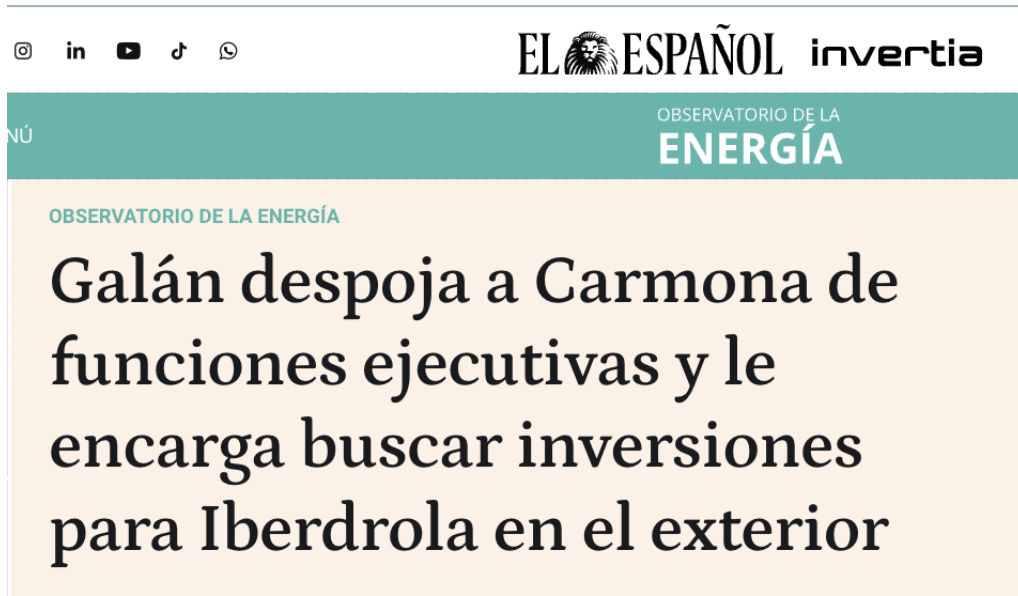 EL ESPAÑOL invertia
NÚ
OBSERVATORIO DE LA
ENERGÍA
OBSERVATORIO DE LA ENERGÍA
Galán despoja a Carmona de
funciones ejecutivas y le
encarga buscar inversiones
para Iberdrola en el exterior